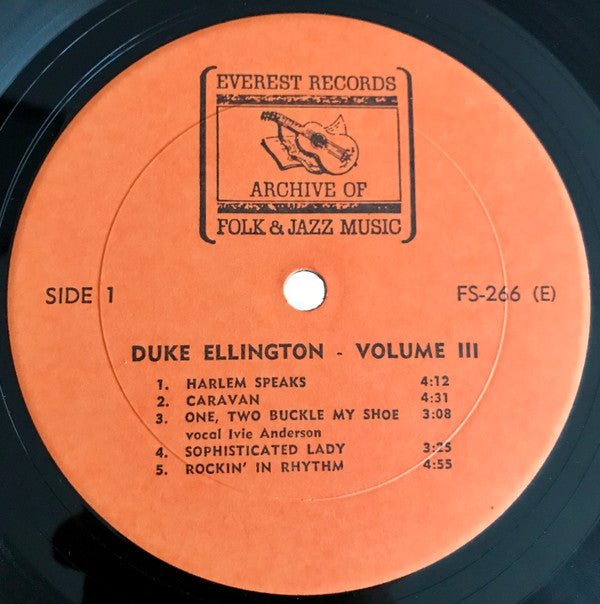 EVEREST RECORDS
ARCHIVE OF
FOLK & JAZZ MUSIC
SIDE 1
FS-266 (E)
DUKE ELLINGTON - VOLUME III
1. HARLEM SPEAKS 4:12
2. CARAVAN 4:31
3. ONE, TWO BUCKLE MY SHOE 3:08
vocal Ivie Anderson
4. SOPHISTICATED LADY 3:25
5. ROCKIN' IN RHYTHM 4:55